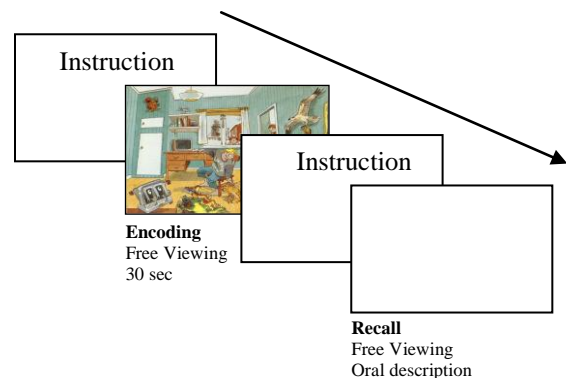 Instruction
Instruction
Encoding
Free Viewing
30 sec
Recall
Free Viewing
Oral description